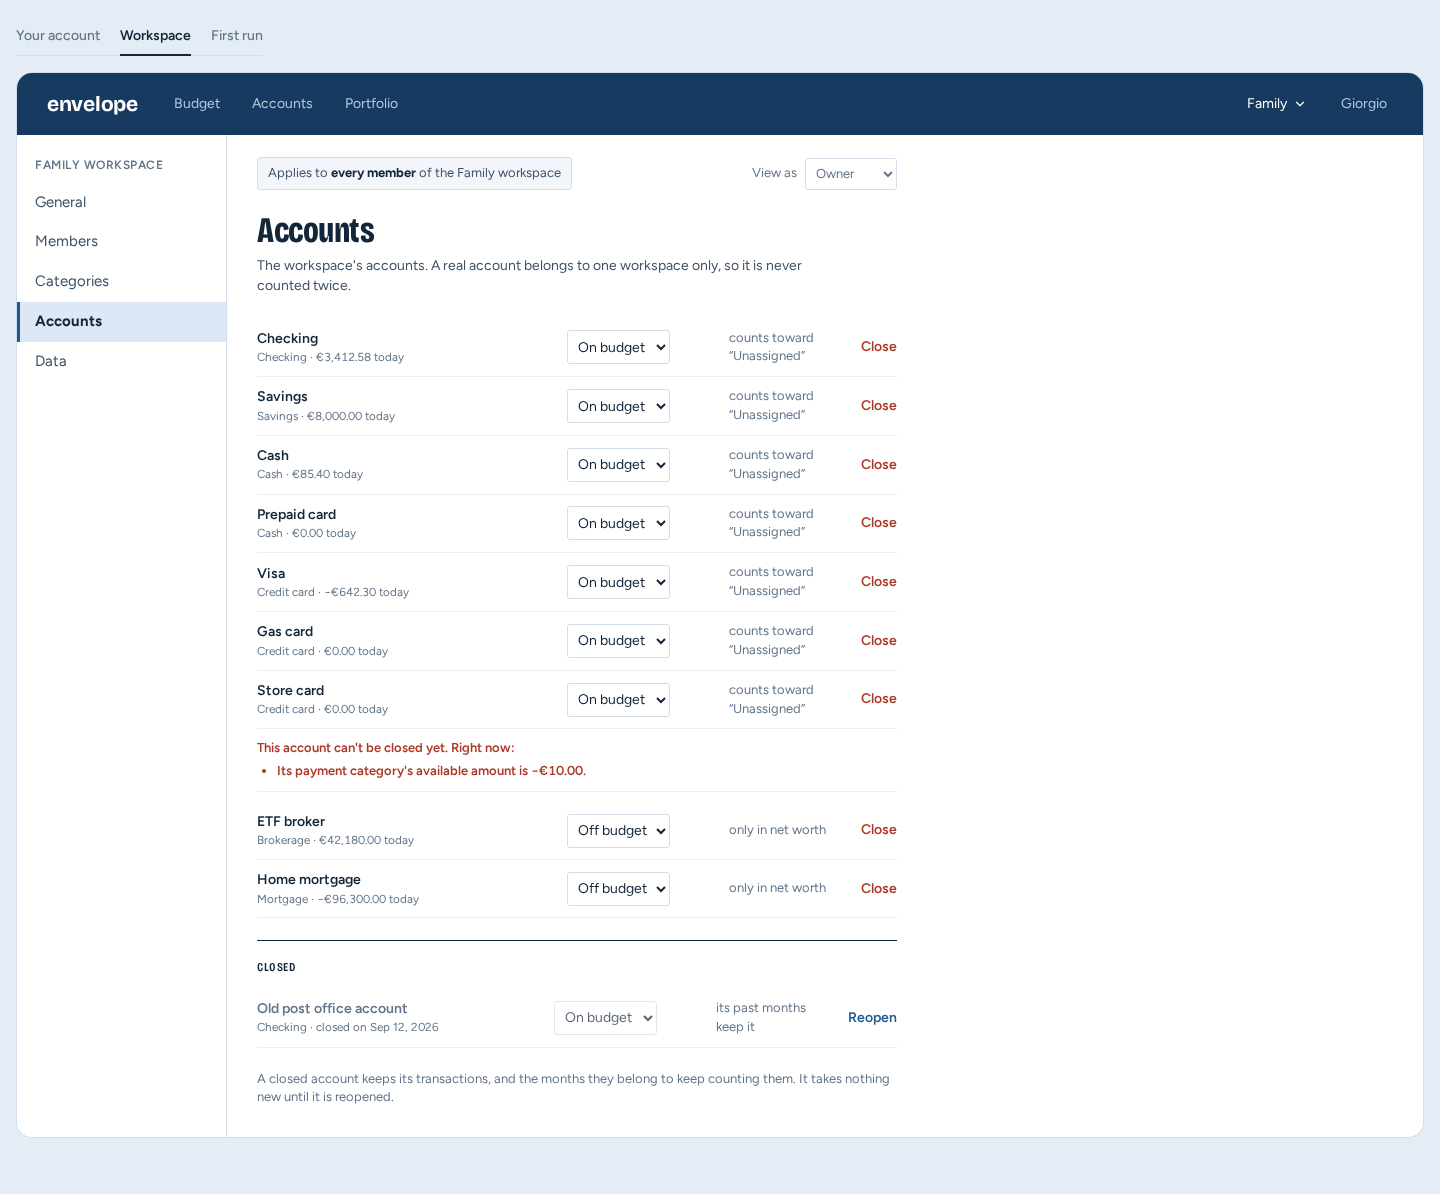 Your account
Workspace
First run
envelope
Budget
Accounts
Portfolio
Family
Giorgio
FAMILY WORKSPACE
General
Members
Categories
Accounts
Data
Applies to every member of the Family workspace
View as
Owner
Accounts
The workspace's accounts. A real account belongs to one workspace only, so it is never
counted twice.
Checking
Checking · €3,412.58 today
On budget
counts toward
“Unassigned”
Close
Savings
Savings · €8,000.00 today
On budget
counts toward
“Unassigned”
Close
Cash
Cash · €85.40 today
On budget
counts toward
“Unassigned”
Close
Prepaid card
Cash · €0.00 today
On budget
counts toward
“Unassigned”
Close
Visa
Credit card · −€642.30 today
On budget
counts toward
“Unassigned”
Close
Gas card
Credit card · €0.00 today
On budget
counts toward
“Unassigned”
Close
Store card
Credit card · €0.00 today
On budget
counts toward
“Unassigned”
Close
This account can't be closed yet. Right now:
• Its payment category's available amount is −€10.00.
ETF broker
Brokerage · €42,180.00 today
Off budget
only in net worth
Close
Home mortgage
Mortgage · −€96,300.00 today
Off budget
only in net worth
Close
CLOSED
Old post office account
Checking · closed on Sep 12, 2026
On budget
its past months
keep it
Reopen
A closed account keeps its transactions, and the months they belong to keep counting them. It takes nothing
new until it is reopened.